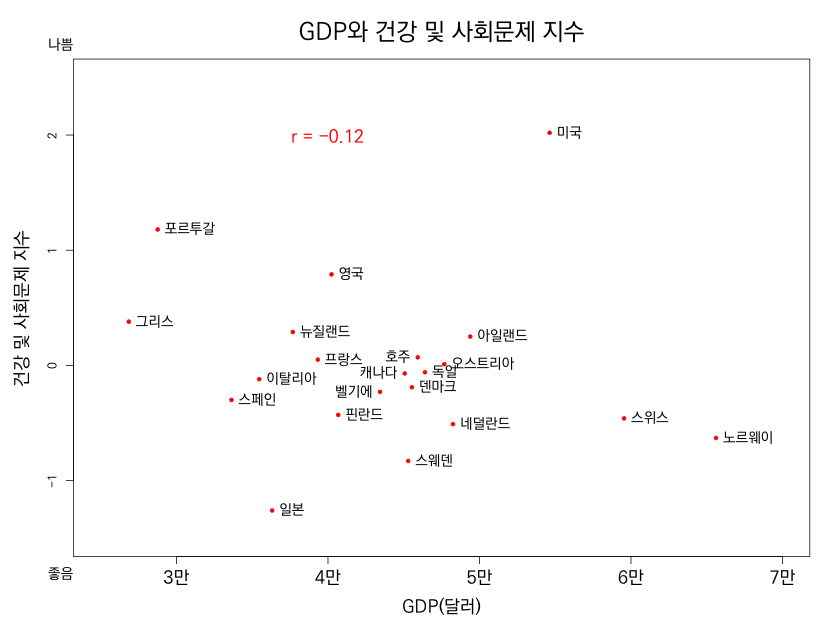 GDP와 건강 및 사회문제 지수
나쁨
2
r = −0.12
미국
포르투갈
1
영국
건강 및 사회문제 지수
그리스
뉴질랜드
아일랜드
호주
프랑스
오스트리아
0
캐나다
독일
이탈리아
덴마크
벨기에
스페인
핀란드
스위스
네덜란드
노르웨이
스웨덴
−1
일본
좋음
3만 4만 5만 6만 7만
GDP(달러)